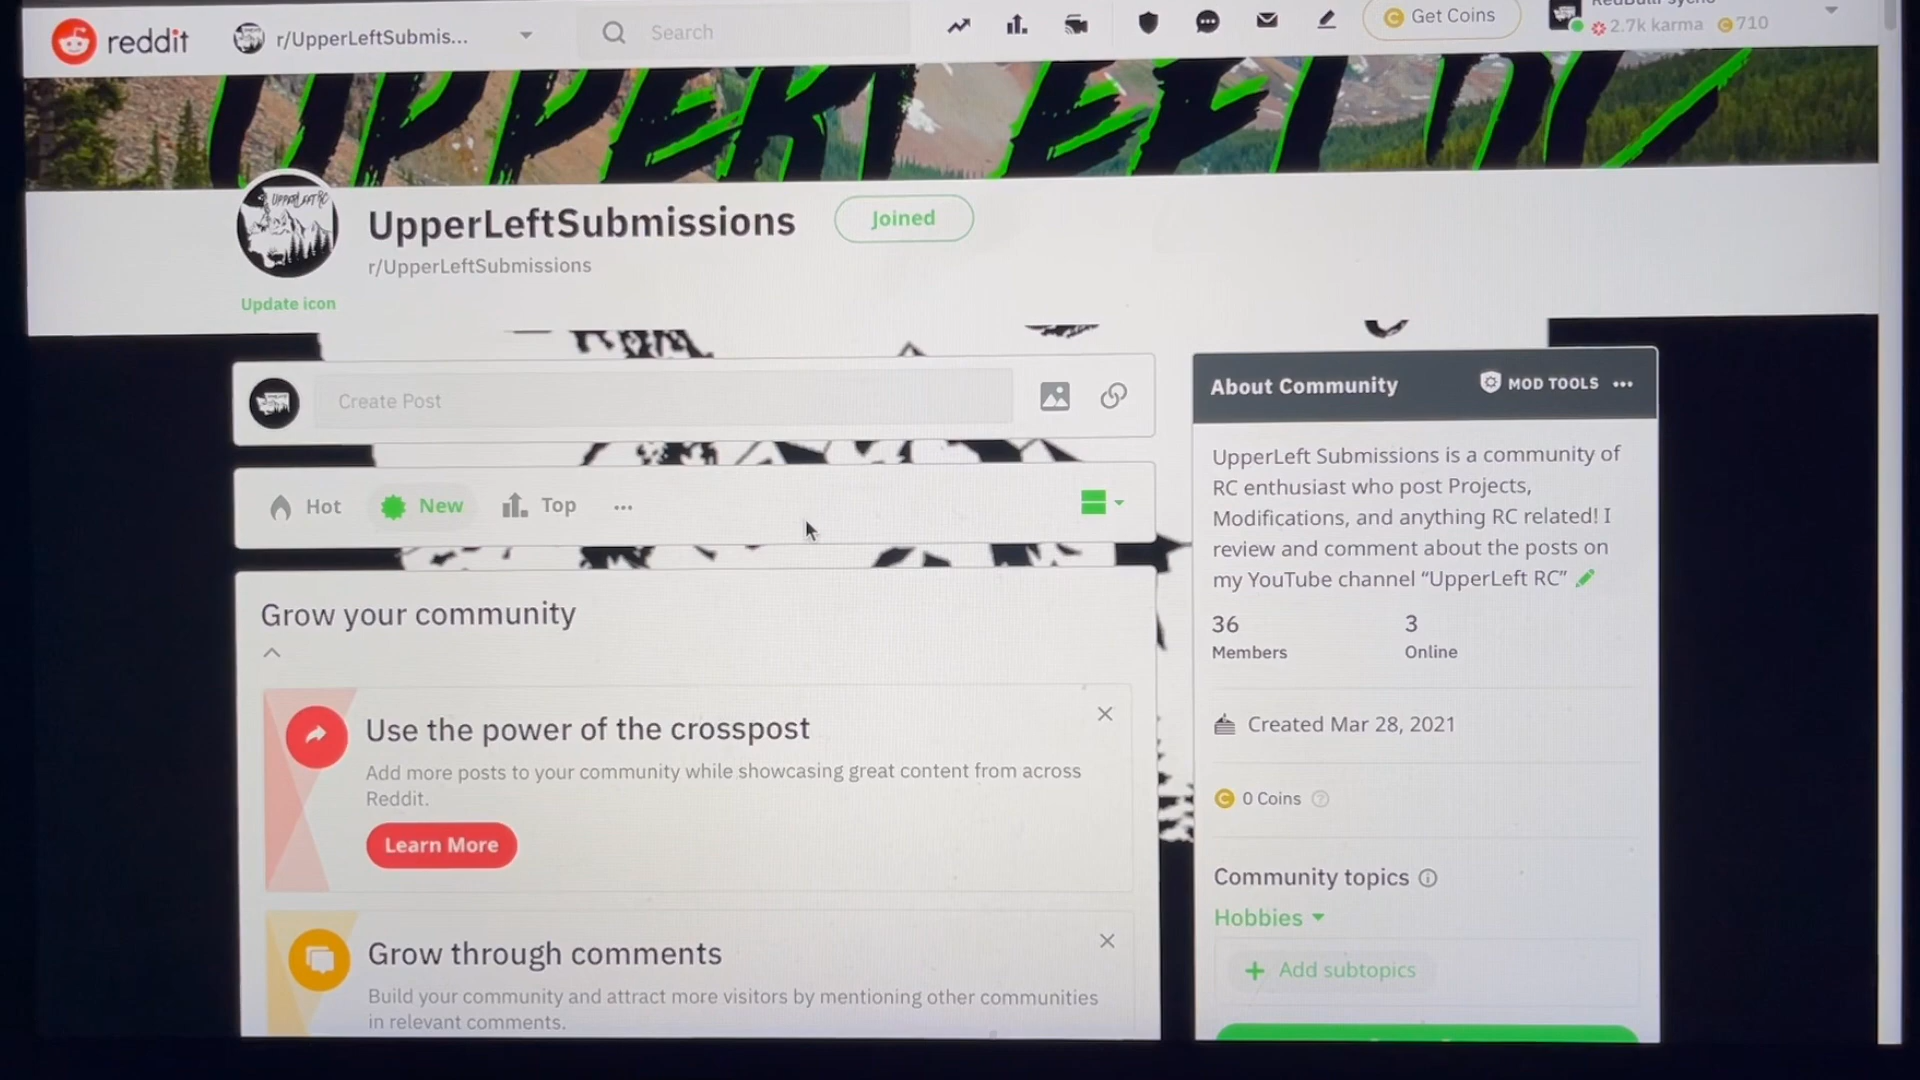 reddit
r/UpperLeftSubmis...
Search
Get Coins
2.7k karma
710
UPPERLEFT RC
UPPERLEFT RC
UpperLeftSubmissions
Joined
r/UpperLeftSubmissions
Update icon
Create Post
Hot
New
Top
...
Grow your community
Use the power of the crosspost
Add more posts to your community while showcasing great content from across
Reddit.
Learn More
Grow through comments
Build your community and attract more visitors by mentioning other communities
in relevant comments.
About Community
MOD TOOLS
...
UpperLeft Submissions is a community of
RC enthusiast who post Projects,
Modifications, and anything RC related! I
review and comment about the posts on
my YouTube channel “UpperLeft RC”
36
Members
3
Online
Created Mar 28, 2021
0 Coins
Community topics
Hobbies
+ Add subtopics